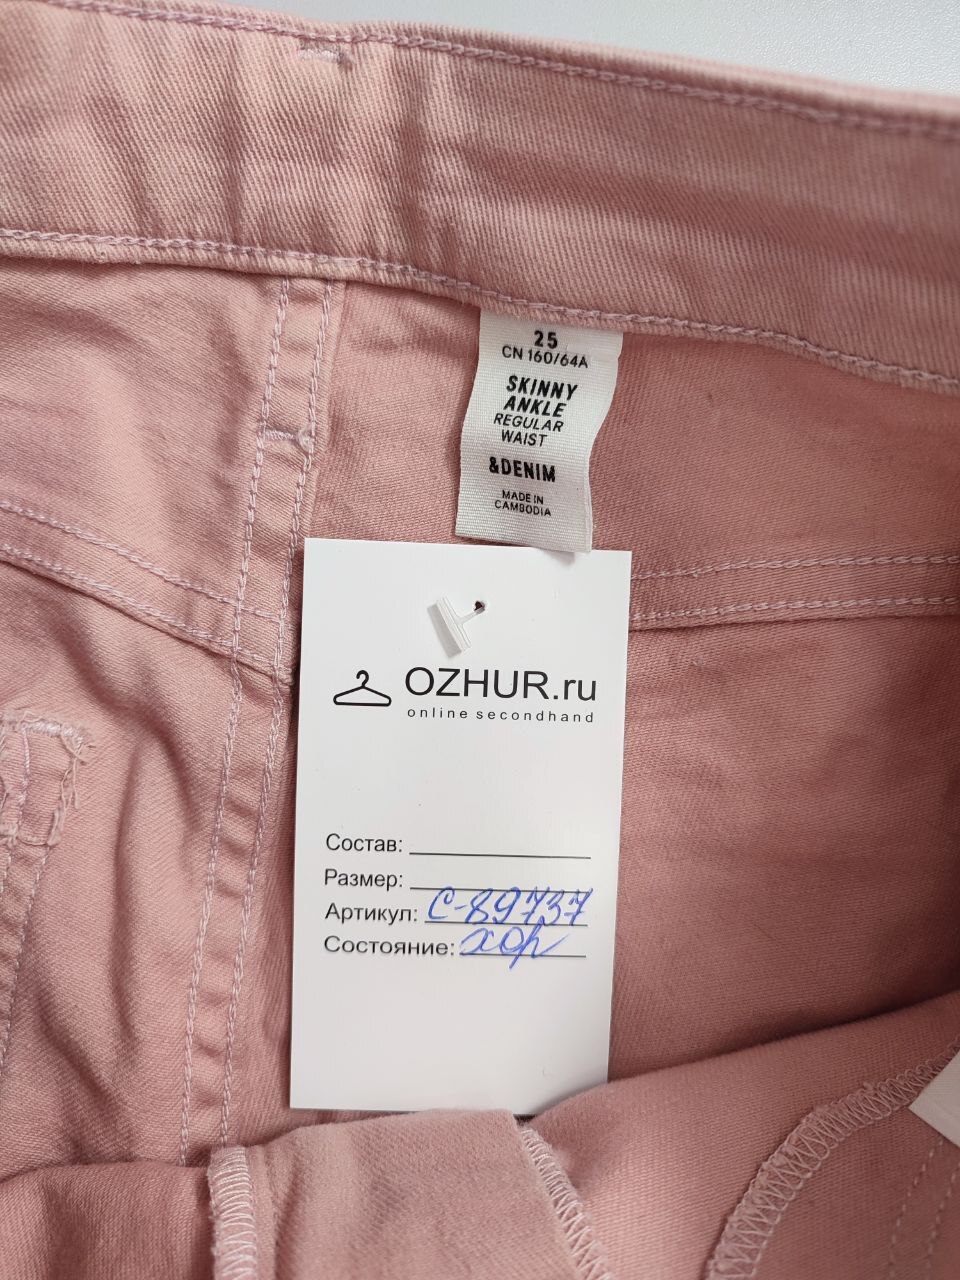 25
CN 160/64A
SKINNY
ANKLE
REGULAR
WAIST
&DENIM
MADE IN
CAMBODIA
OZHUR.ru
online secondhand
Состав:
Размер:
Артикул: С-89737
Состояние: хор